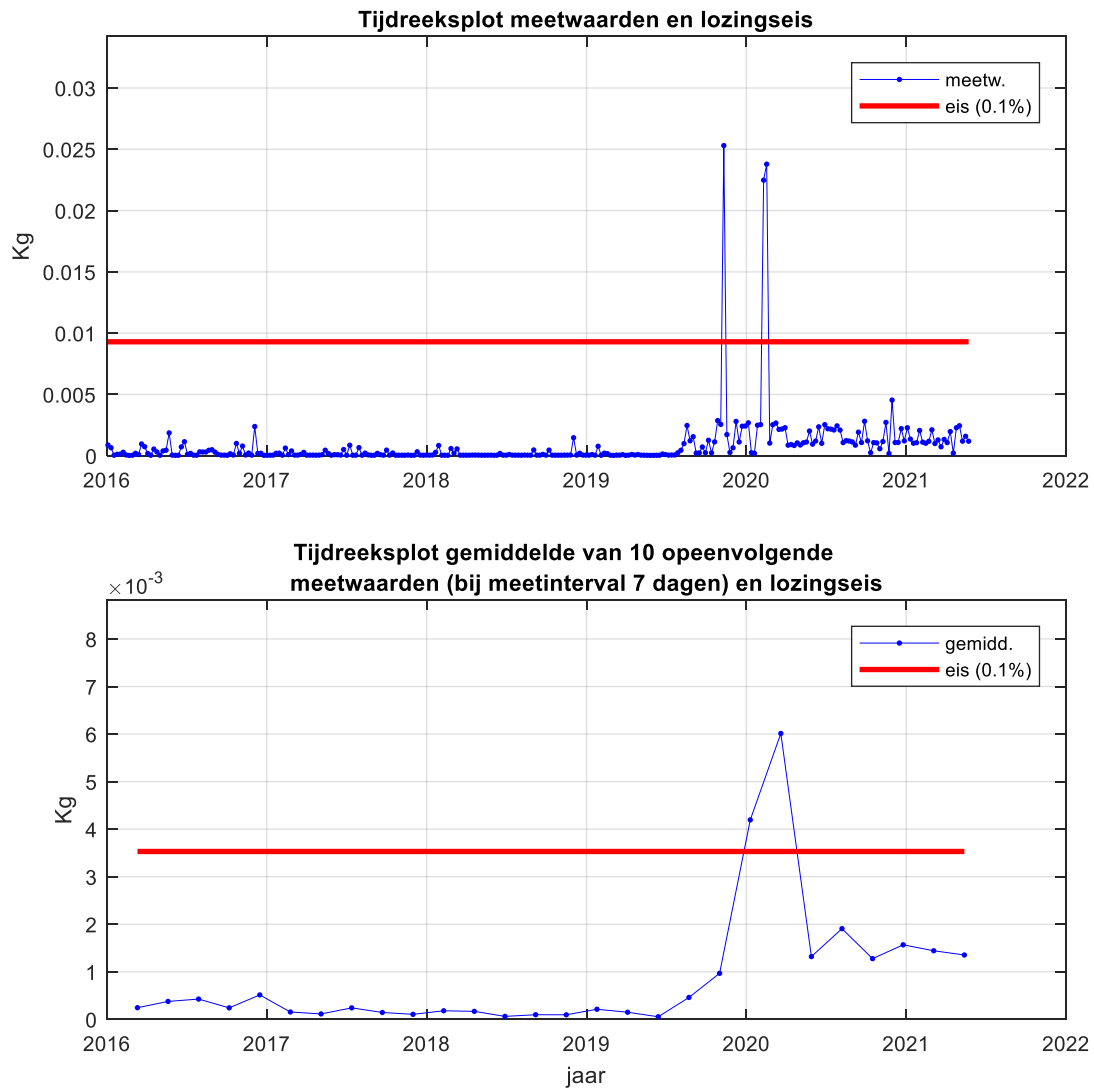 Tijdreeksplot meetwaarden en lozingseis
0.03
0.025
0.02
0.015
0.01
0.005
0
Kg
meetw.
eis (0.1%)
2016 2017 2018 2019 2020 2021 2022
Tijdreeksplot gemiddelde van 10 opeenvolgende
meetwaarden (bij meetinterval 7 dagen) en lozingseis
×10-3
8
7
6
5
4
3
2
1
0
Kg
gemidd.
eis (0.1%)
2016 2017 2018 2019 2020 2021 2022
jaar